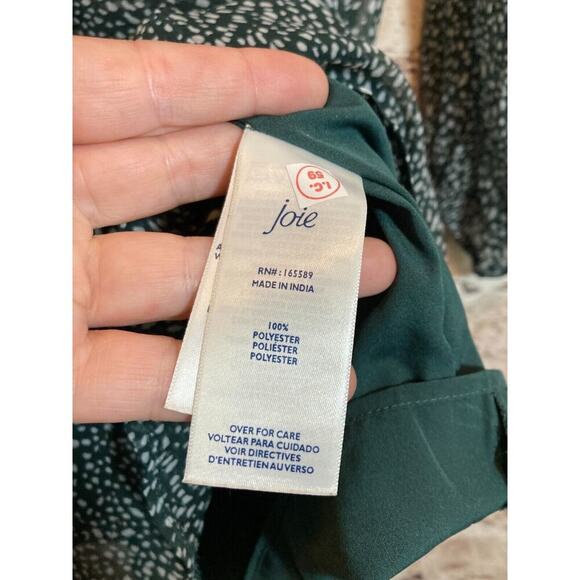 I.C.
59
joie
RN#: 165589
MADE IN INDIA
100%
POLYESTER
POLIÉSTER
POLYESTER
OVER FOR CARE
VOLTEAR PARA CUIDADO
VOIR DIRECTIVES
D'ENTRETIEN AU VERSO